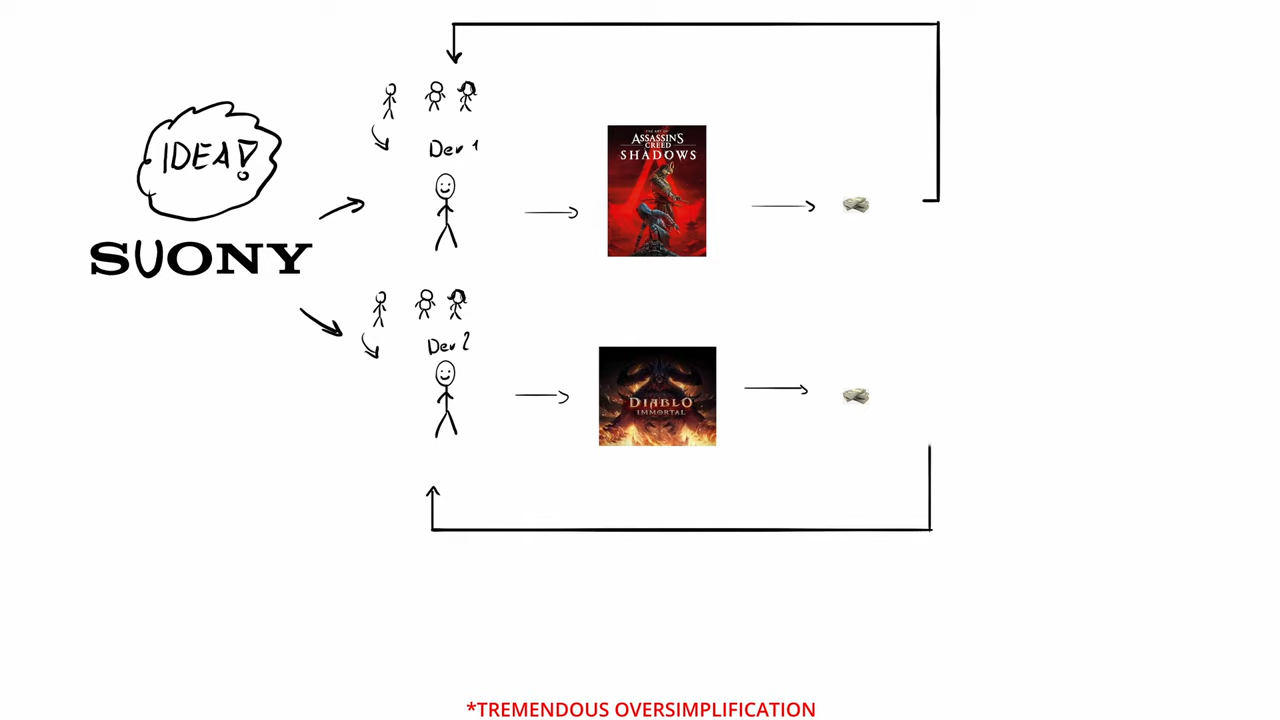 IDEA!
SUONY
Dev 1
THE ART OF
ASSASSIN'S
CREED
SHADOWS
Dev 2
DIABLO
IMMORTAL
*TREMENDOUS OVERSIMPLIFICATION